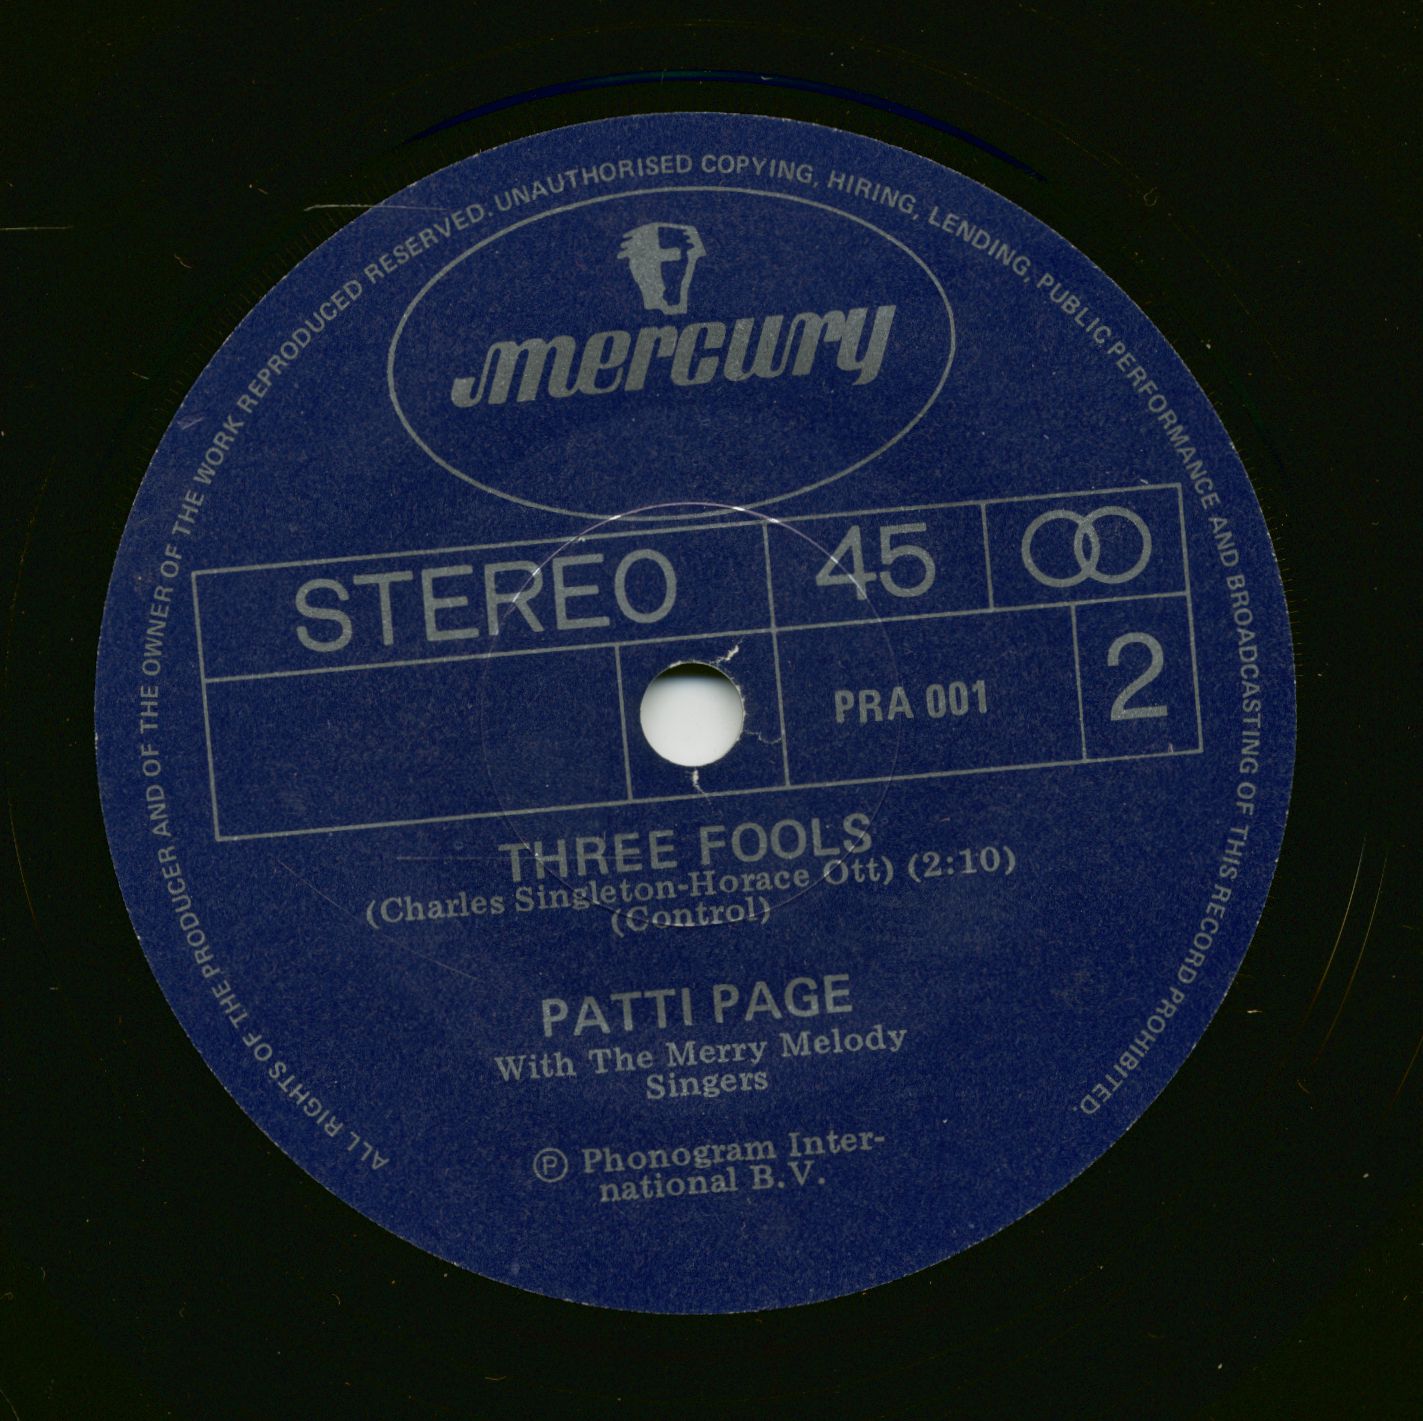 ALL RIGHTS OF THE PRODUCER AND OF THE OWNER OF THE WORK REPRODUCED RESERVED. UNAUTHORISED COPYING, HIRING, LENDING, PUBLIC PERFORMANCE AND BROADCASTING OF THIS RECORD PROHIBITED.
mercury
STEREO 45
PRA 001 2
THREE FOOLS
(Charles Singleton-Horace Ott) (2:10)
(Control)
PATTI PAGE
With The Merry Melody
Singers
Ⓟ Phonogram Inter-
national B.V.